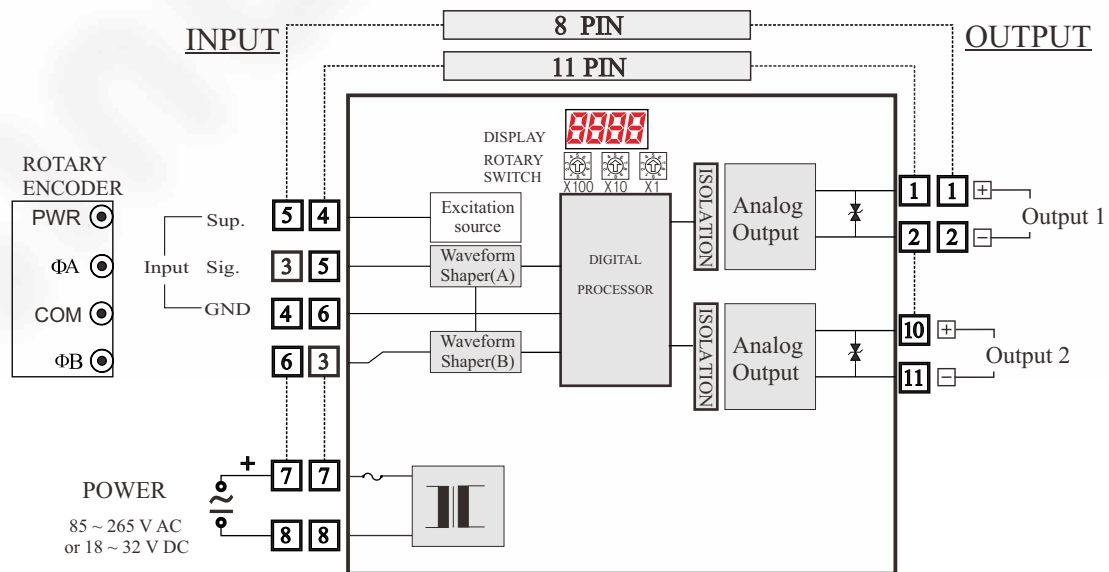 8 PIN
INPUT
OUTPUT
11 PIN
DISPLAY
8888
ROTARY
SWITCH
X100 X10 X1
ROTARY
ENCODER
PWR
ΦA
COM
ΦB
Input
Sup.
Sig.
GND
5 4
3 5
4 6
6 3
Excitation
source
Waveform
Shaper(A)
Waveform
Shaper(B)
DIGITAL
PROCESSOR
ISOLATION
Analog
Output
1 1 +
2 2 −
Output 1
ISOLATION
Analog
Output
10 +
11 −
Output 2
POWER
85 ~ 265 V AC
or 18 ~ 32 V DC
+
7 7
8 8